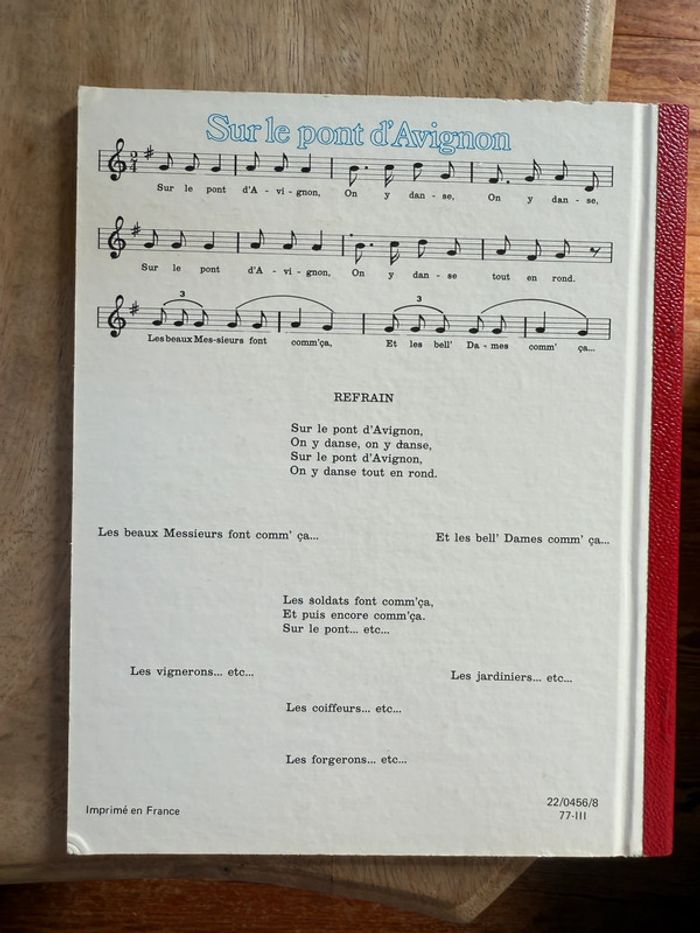 Sur le pont d'Avignon
2
4
Sur le pont d'A - vi - gnon, On y dan - se, On y dan - se,
Sur le pont d'A - vi - gnon, On y dan - se tout en rond.
3 3
Les beaux Mes-sieurs font comm'ça, Et les bell' Da - mes comm' ça...
REFRAIN
Sur le pont d'Avignon,
On y danse, on y danse,
Sur le pont d'Avignon,
On y danse tout en rond.
Les beaux Messieurs font comm' ça...
Et les bell' Dames comm' ça...
Les soldats font comm'ça,
Et puis encore comm'ça.
Sur le pont... etc...
Les vignerons... etc...
Les jardiniers... etc...
Les coiffeurs... etc...
Les forgerons... etc...
Imprimé en France
22/0456/8
77-III